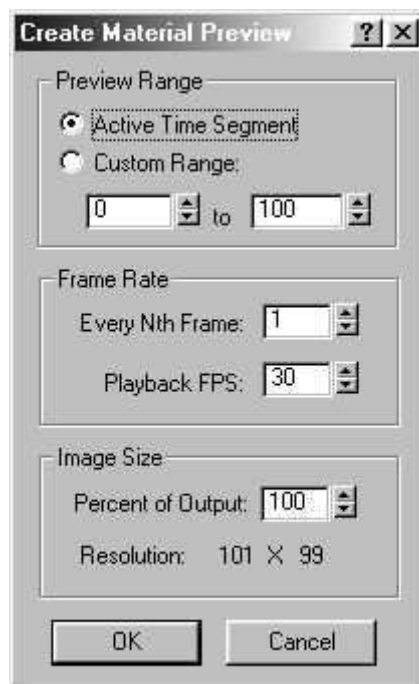 Create Material Preview ? X
Preview Range
Active Time Segment
Custom Range:
0 to 100
Frame Rate
Every Nth Frame: 1
Playback FPS: 30
Image Size
Percent of Output: 100
Resolution: 101 X 99
OK Cancel